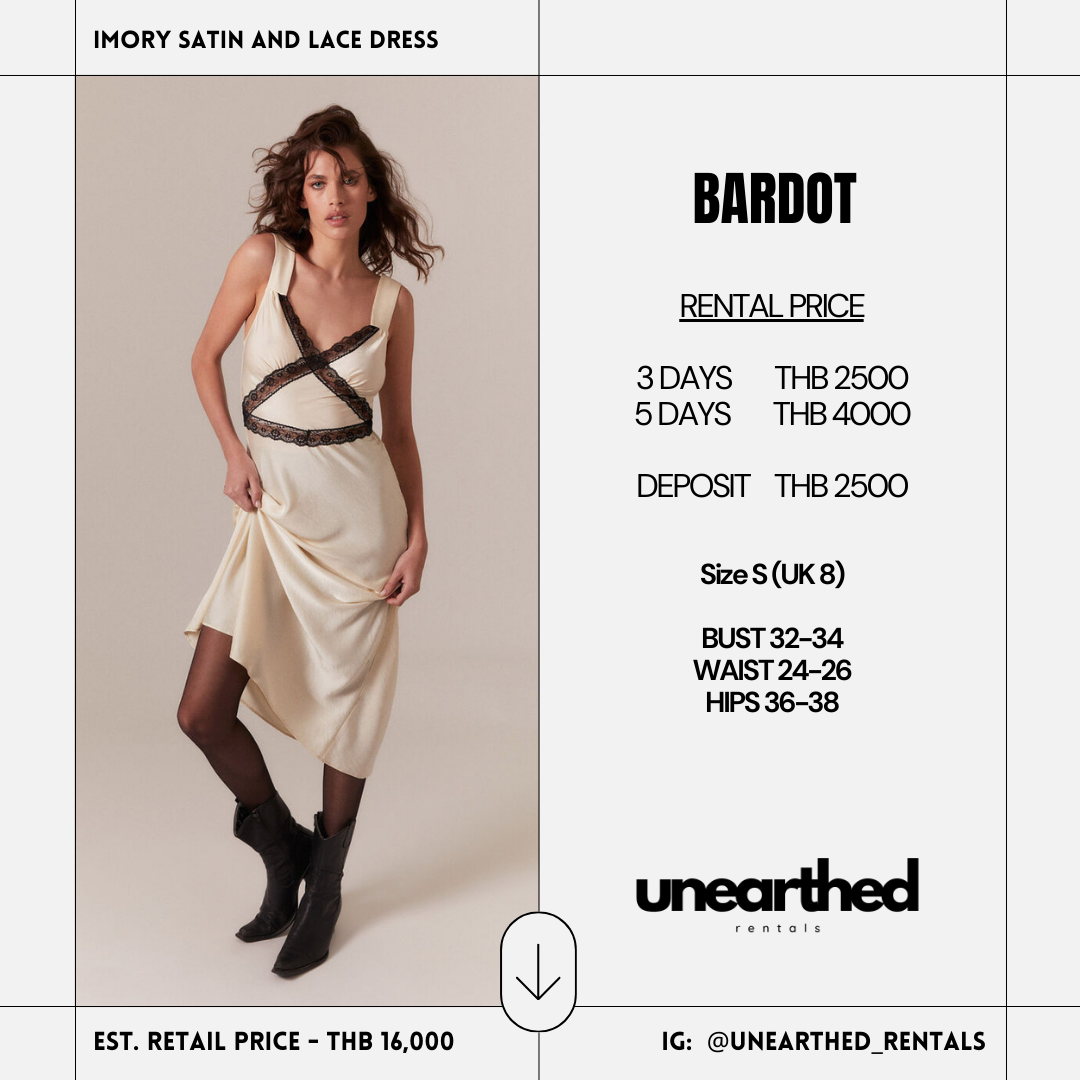 IMORY SATIN AND LACE DRESS
BARDOT
RENTAL PRICE
3 DAYS THB 2500
5 DAYS THB 4000
DEPOSIT THB 2500
Size S (UK 8)
BUST 32–34
WAIST 24–26
HIPS 36–38
unearthed
rentals
EST. RETAIL PRICE - THB 16,000
IG: @UNEARTHED_RENTALS